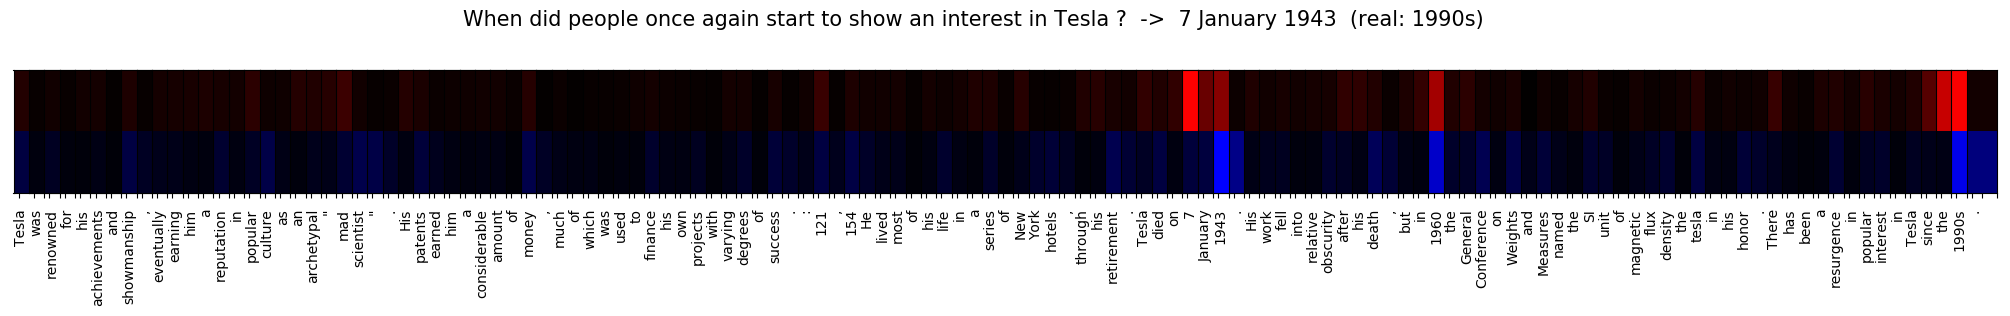 When did people once again start to show an interest in Tesla ?  ->  7 January 1943  (real: 1990s)
Tesla was renowned for his achievements and showmanship , eventually earning him a reputation in popular culture as an archetypal " mad scientist " . His patents earned him a considerable amount of money , much of which was used to finance his own projects with varying degrees of success . : 121 , 154 He lived most of his life in a series of New York hotels , through his retirement . Tesla died on 7 January 1943 . His work fell into relative obscurity after his death , but in 1960 the General Conference on Weights and Measures named the SI unit of magnetic flux density the tesla in his honor . There has been a resurgence in popular interest in Tesla since the 1990s .